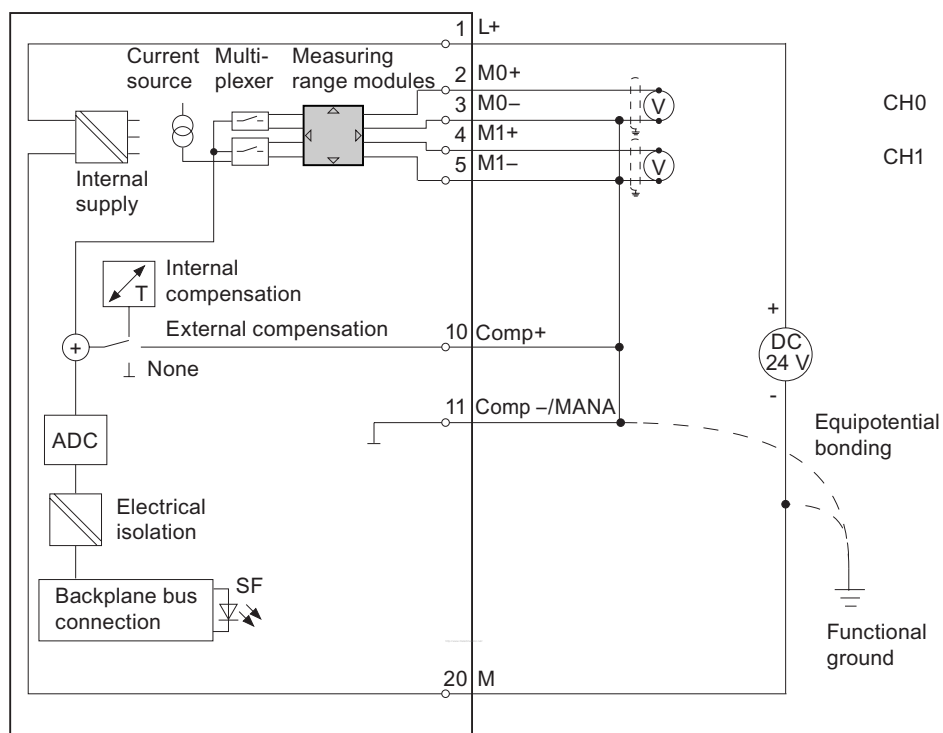 1 L+
Current source
Multi-plexer
Measuring range modules
2 M0+
3 M0–
4 M1+
5 M1–
V
V
CH0
CH1
Internal supply
T
Internal compensation
External compensation
10 Comp+
+
None
11 Comp –/MANA
+
DC
24 V
-
Equipotential bonding
ADC
Electrical isolation
Backplane bus connection
SF
Functional ground
20 M